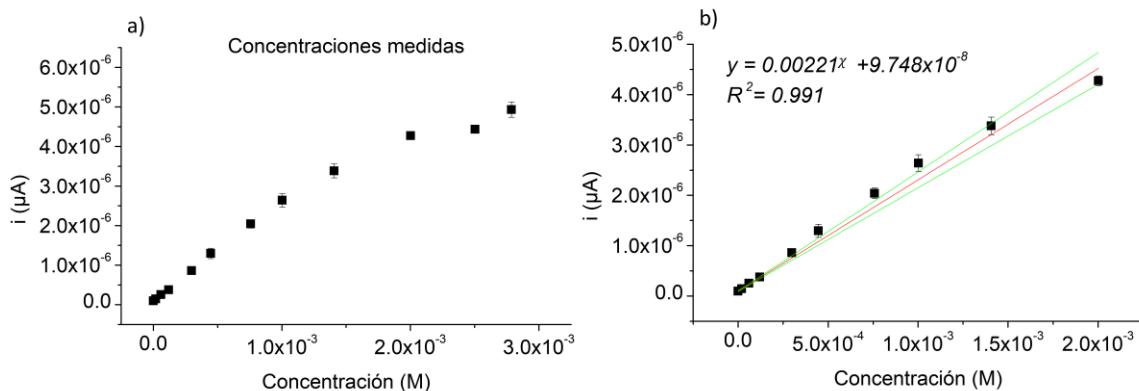 a)
Concentraciones medidas
6.0x10⁻⁶
5.0x10⁻⁶
4.0x10⁻⁶
3.0x10⁻⁶
2.0x10⁻⁶
1.0x10⁻⁶
0.0
i (µA)
0.0 1.0x10⁻³ 2.0x10⁻³ 3.0x10⁻³
Concentración (M)
b)
y = 0.00221ᵡ +9.748x10⁻⁸
R²= 0.991
5.0x10⁻⁶
4.0x10⁻⁶
3.0x10⁻⁶
2.0x10⁻⁶
1.0x10⁻⁶
0.0
i (µA)
0.0 5.0x10⁻⁴ 1.0x10⁻³ 1.5x10⁻³ 2.0x10⁻³
Concentración (M)